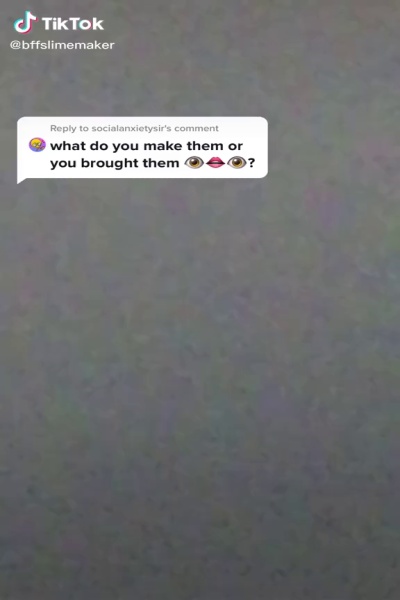 TikTok
@bffslimemaker
Reply to socialanxietysir's comment
what do you make them or
you brought them 👁️👄👁️?